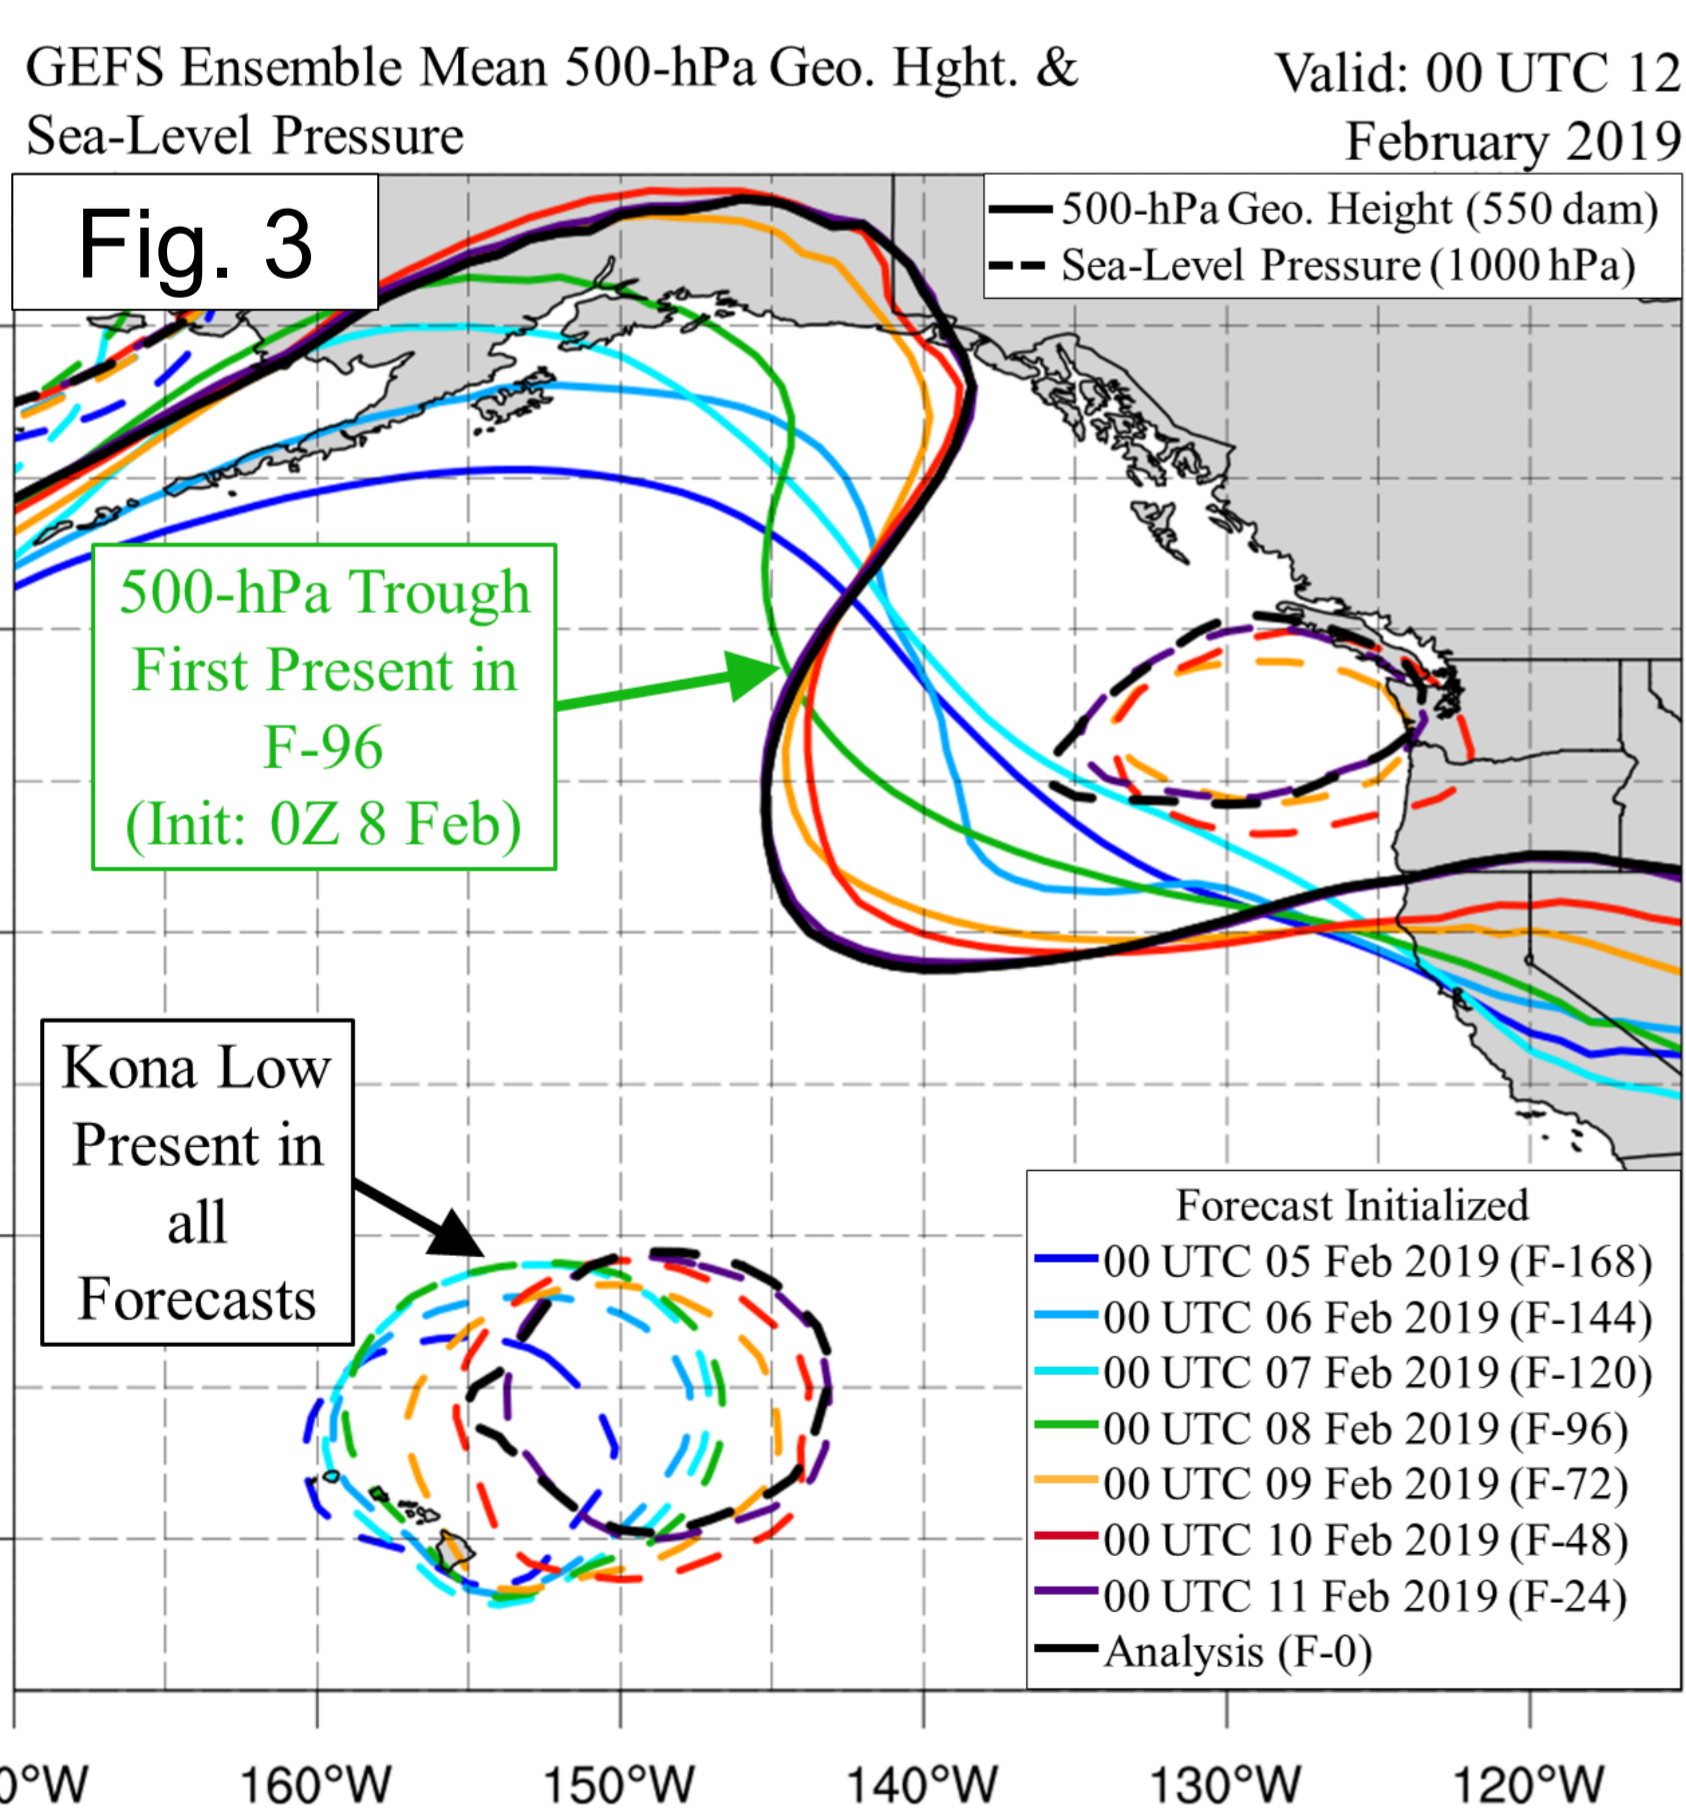 GEFS Ensemble Mean 500-hPa Geo. Hght. &
Sea-Level Pressure
Valid: 00 UTC 12
February 2019
Fig. 3
500-hPa Geo. Height (550 dam)
Sea-Level Pressure (1000 hPa)
500-hPa Trough
First Present in
F-96
(Init: 0Z 8 Feb)
Kona Low
Present in
all
Forecasts
Forecast Initialized
00 UTC 05 Feb 2019 (F-168)
00 UTC 06 Feb 2019 (F-144)
00 UTC 07 Feb 2019 (F-120)
00 UTC 08 Feb 2019 (F-96)
00 UTC 09 Feb 2019 (F-72)
00 UTC 10 Feb 2019 (F-48)
00 UTC 11 Feb 2019 (F-24)
Analysis (F-0)
0°W 160°W 150°W 140°W 130°W 120°W